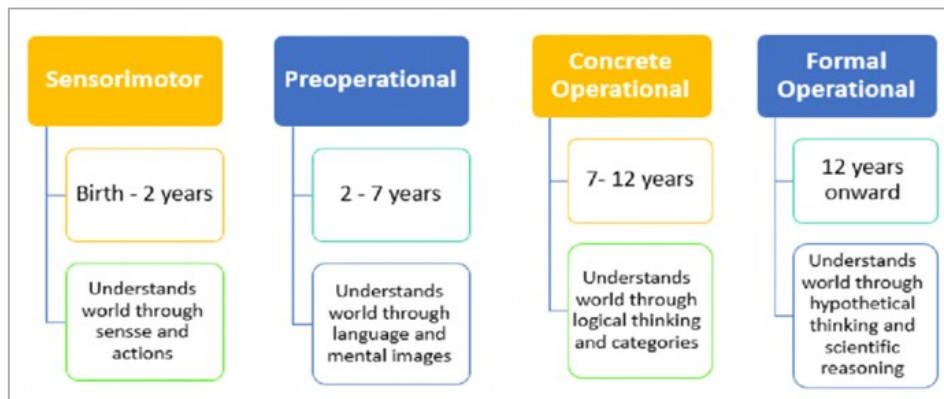 Sensorimotor
Birth - 2 years
Understands
world through
sensse and
actions
Preoperational
2 - 7 years
Understands
world through
language and
mental images
Concrete
Operational
7- 12 years
Understands
world through
logical thinking
and categories
Formal
Operational
12 years
onward
Understands
world through
hypothetical
thinking and
scientific
reasoning